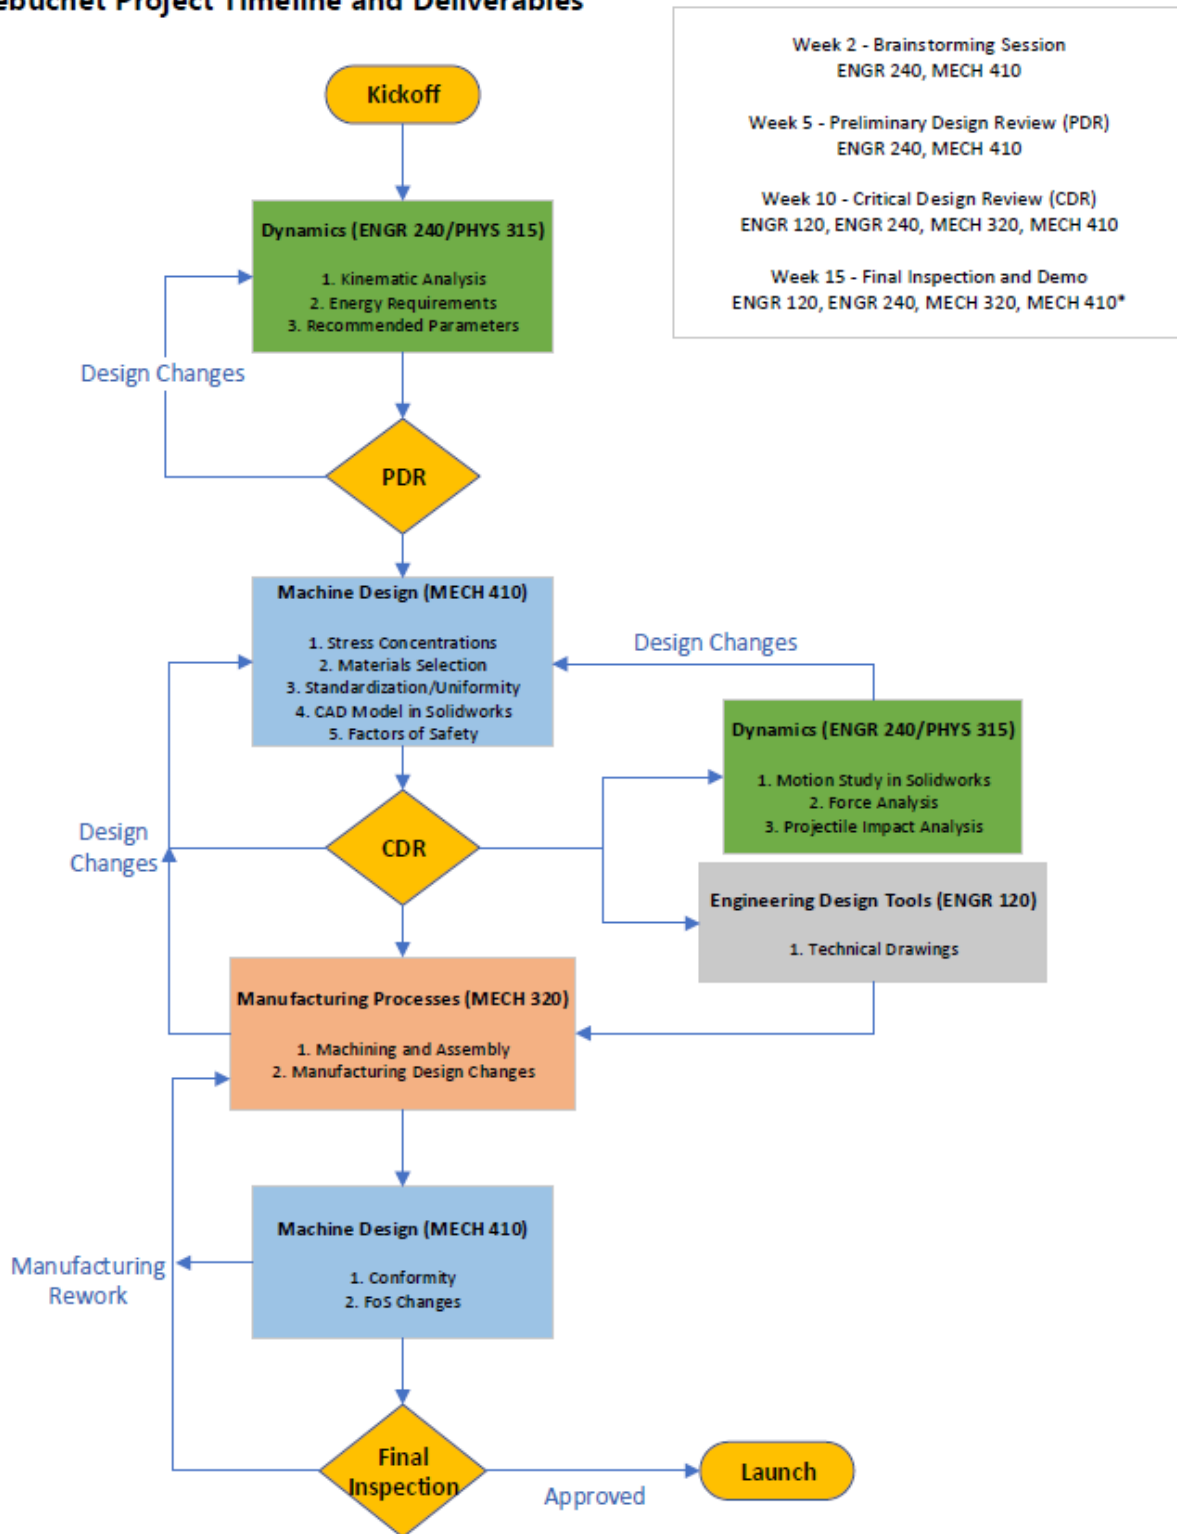 Project Timeline and Deliverables
Week 2 - Brainstorming Session
ENGR 240, MECH 410
Week 5 - Preliminary Design Review (PDR)
ENGR 240, MECH 410
Week 10 - Critical Design Review (CDR)
ENGR 120, ENGR 240, MECH 320, MECH 410
Week 15 - Final Inspection and Demo
ENGR 120, ENGR 240, MECH 320, MECH 410*
Kickoff
Dynamics (ENGR 240/PHYS 315)
1. Kinematic Analysis
2. Energy Requirements
3. Recommended Parameters
Design Changes
PDR
Machine Design (MECH 410)
1. Stress Concentrations
2. Materials Selection
3. Standardization/Uniformity
4. CAD Model in Solidworks
5. Factors of Safety
Design Changes
Dynamics (ENGR 240/PHYS 315)
1. Motion Study in Solidworks
2. Force Analysis
3. Projectile Impact Analysis
Design
Changes
CDR
Engineering Design Tools (ENGR 120)
1. Technical Drawings
Manufacturing Processes (MECH 320)
1. Machining and Assembly
2. Manufacturing Design Changes
Machine Design (MECH 410)
1. Conformity
2. FoS Changes
Manufacturing
Rework
Final
Inspection
Approved
Launch